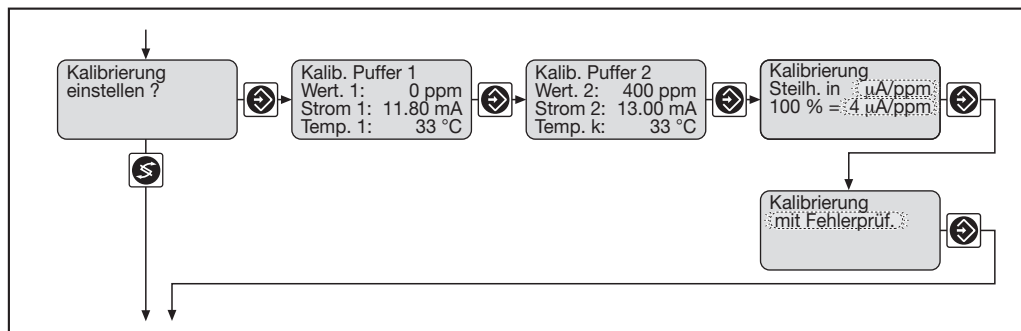 Kalibrierung
einstellen ?
Kalib. Puffer 1
Wert. 1: 0 ppm
Strom 1: 11.80 mA
Temp. 1: 33 °C
Kalib. Puffer 2
Wert. 2: 400 ppm
Strom 2: 13.00 mA
Temp. k: 33 °C
Kalibrierung
Steilh. in µA/ppm
100 % = 4 µA/ppm
Kalibrierung
mit Fehlerprüf.